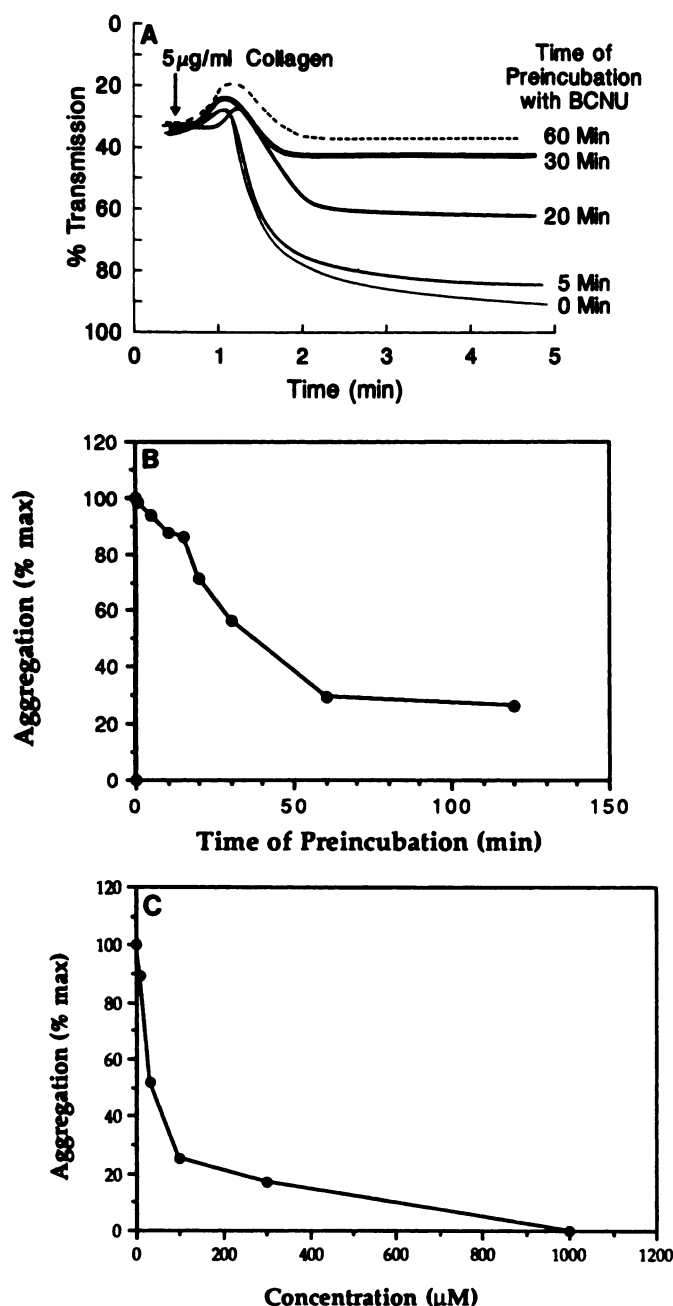 A
5µg/ml Collagen
Time of
Preincubation
with BCNU
60 Min
30 Min
20 Min
5 Min
0 Min
% Transmission
0
20
40
60
80
100
0 1 2 3 4 5
Time (min)
B
Aggregation (% max)
120
100
80
60
40
20
0
0 50 100 150
Time of Preincubation (min)
C
Aggregation (% max)
120
100
80
60
40
20
0
0 200 400 600 800 1000 1200
Concentration (µM)